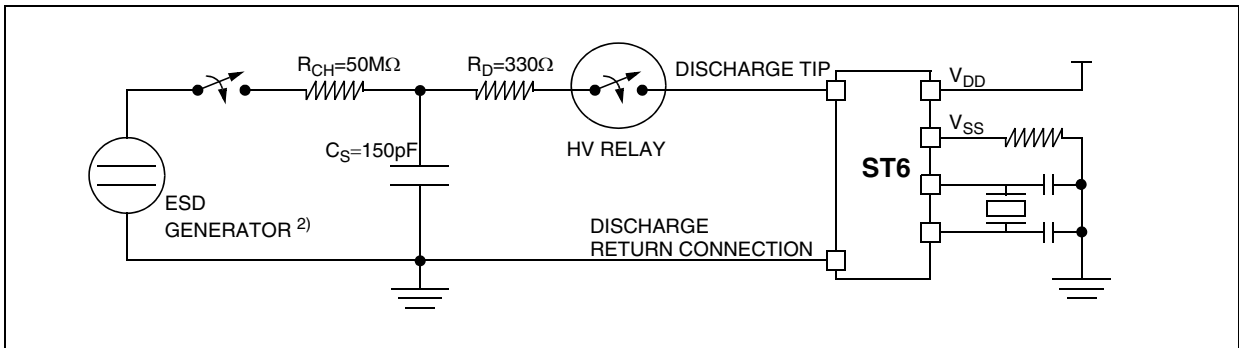 R_CH=50MΩ
R_D=330Ω
DISCHARGE TIP
V_DD
V_SS
C_S=150pF
HV RELAY
ST6
ESD
GENERATOR 2)
DISCHARGE
RETURN CONNECTION